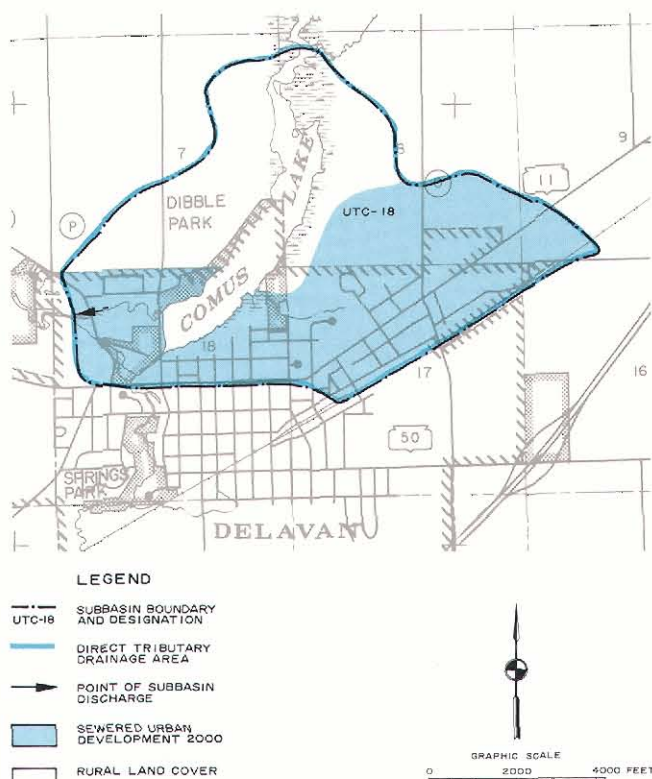 9
7
8
LAKE
11
DIBBLE
PARK
UTC-18
P
COMUS
18
17
16
50
SPRINGS
PARK
DELAVAN
LEGEND
UTC-18
SUBBASIN BOUNDARY
AND DESIGNATION
DIRECT TRIBUTARY
DRAINAGE AREA
POINT OF SUBBASIN
DISCHARGE
SEWERED URBAN
DEVELOPMENT 2000
RURAL LAND COVER
GRAPHIC SCALE
0 2000 4000 FEET